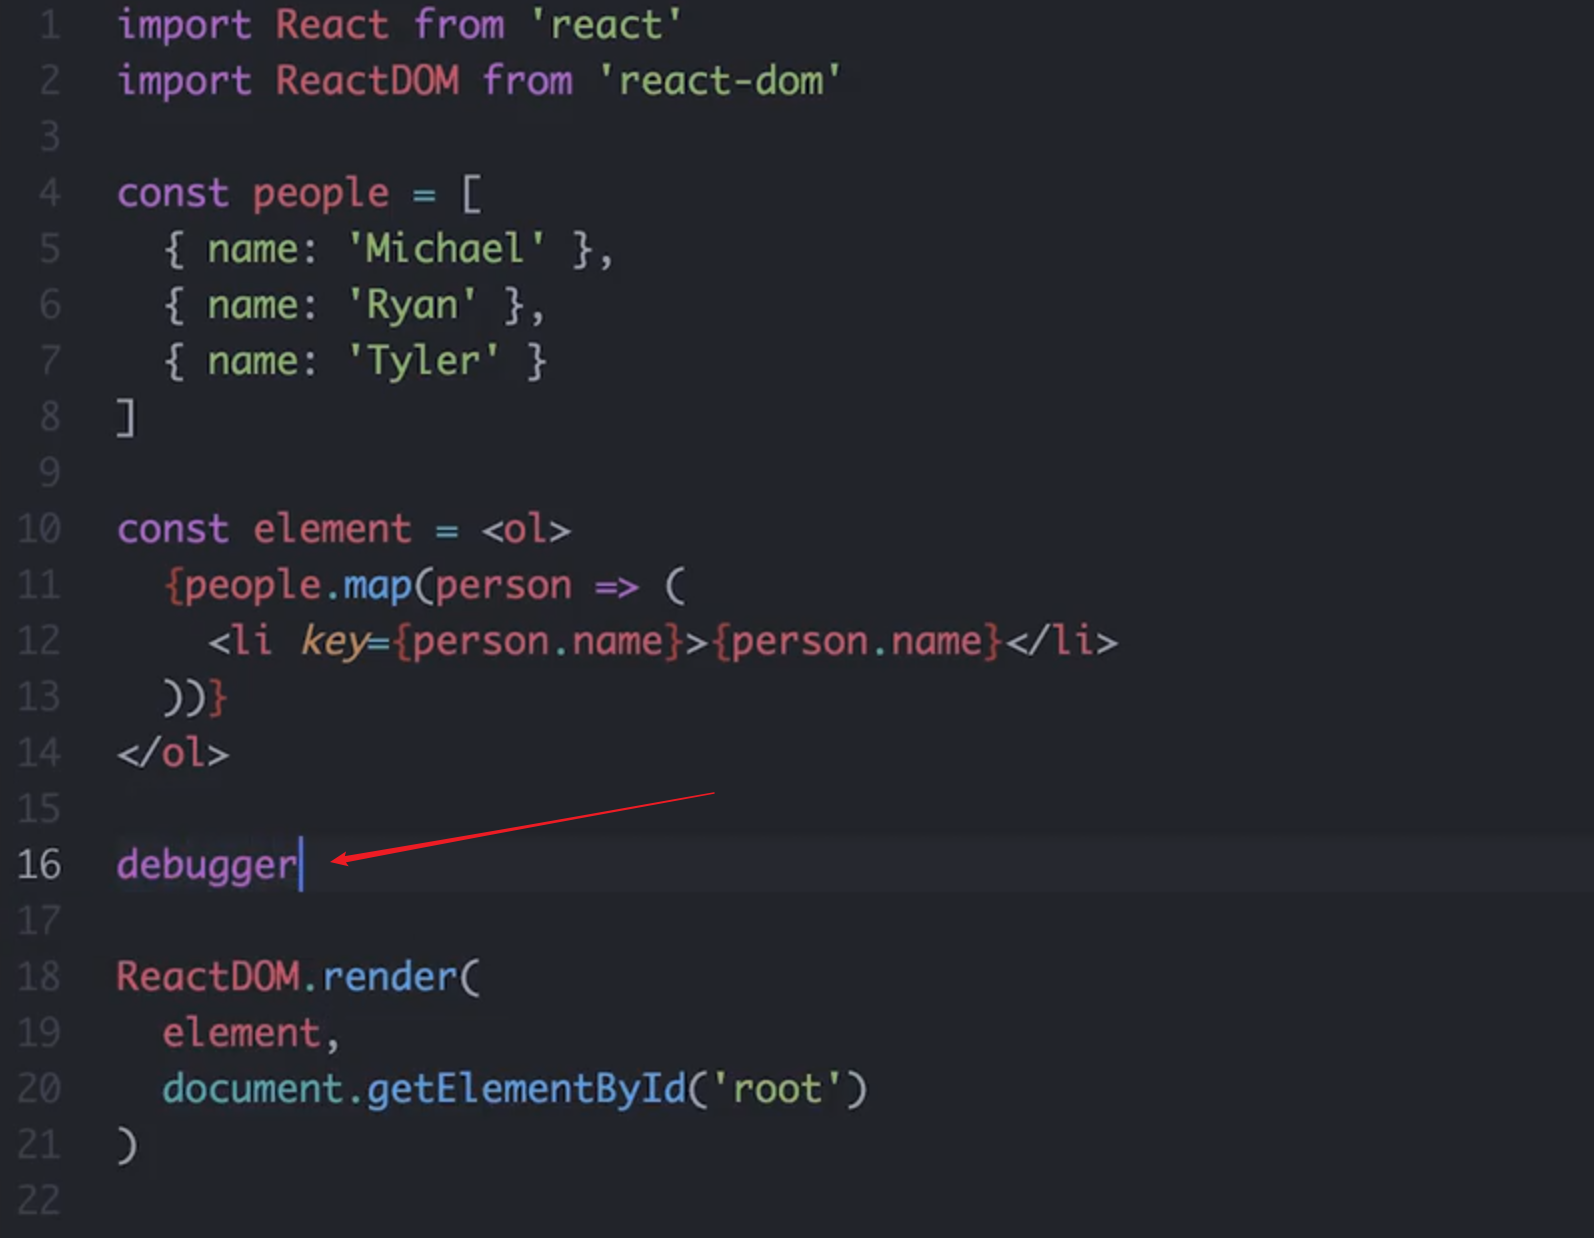 1 import React from 'react'
2 import ReactDOM from 'react-dom'
3
4 const people = [
5   { name: 'Michael' },
6   { name: 'Ryan' },
7   { name: 'Tyler' }
8 ]
9
10 const element = <ol>
11   {people.map(person => (
12     <li key={person.name}>{person.name}</li>
13   ))}
14 </ol>
15
16 debugger
17
18 ReactDOM.render(
19   element,
20   document.getElementById('root')
21 )
22